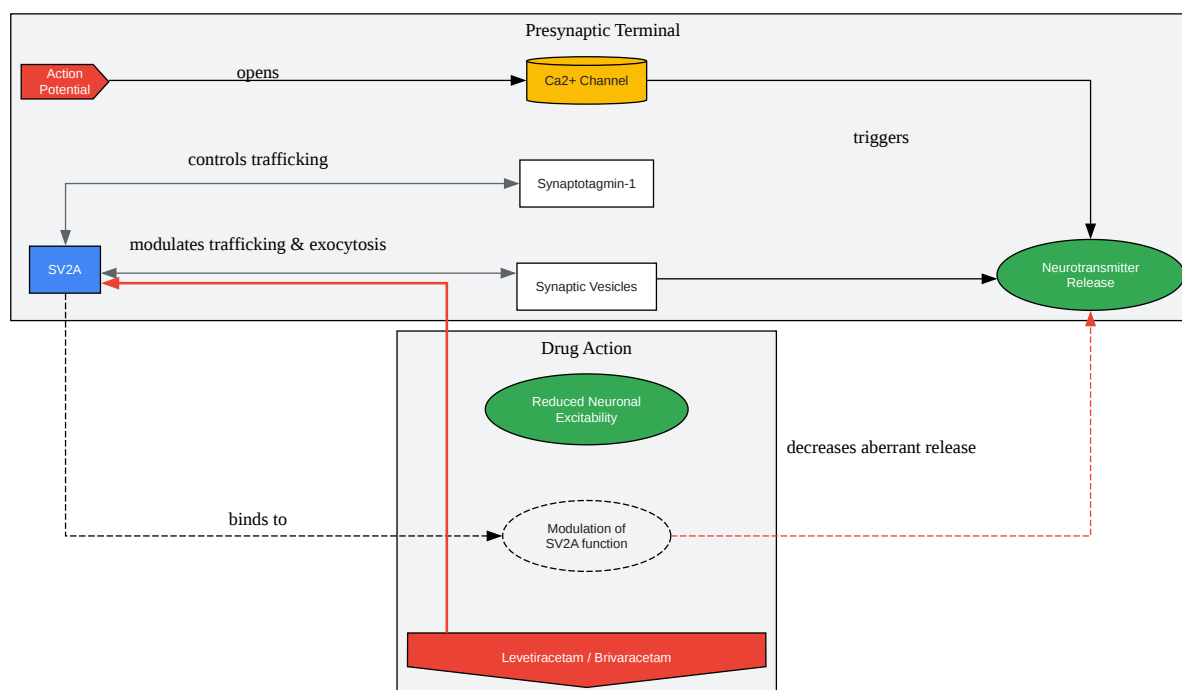 Presynaptic Terminal
Action
Potential
opens
Ca2+ Channel
triggers
controls trafficking
Synaptotagmin-1
modulates trafficking & exocytosis
SV2A
Synaptic Vesicles
Neurotransmitter
Release
Drug Action
Reduced Neuronal
Excitability
decreases aberrant release
binds to
Modulation of
SV2A function
Levetiracetam / Brivaracetam